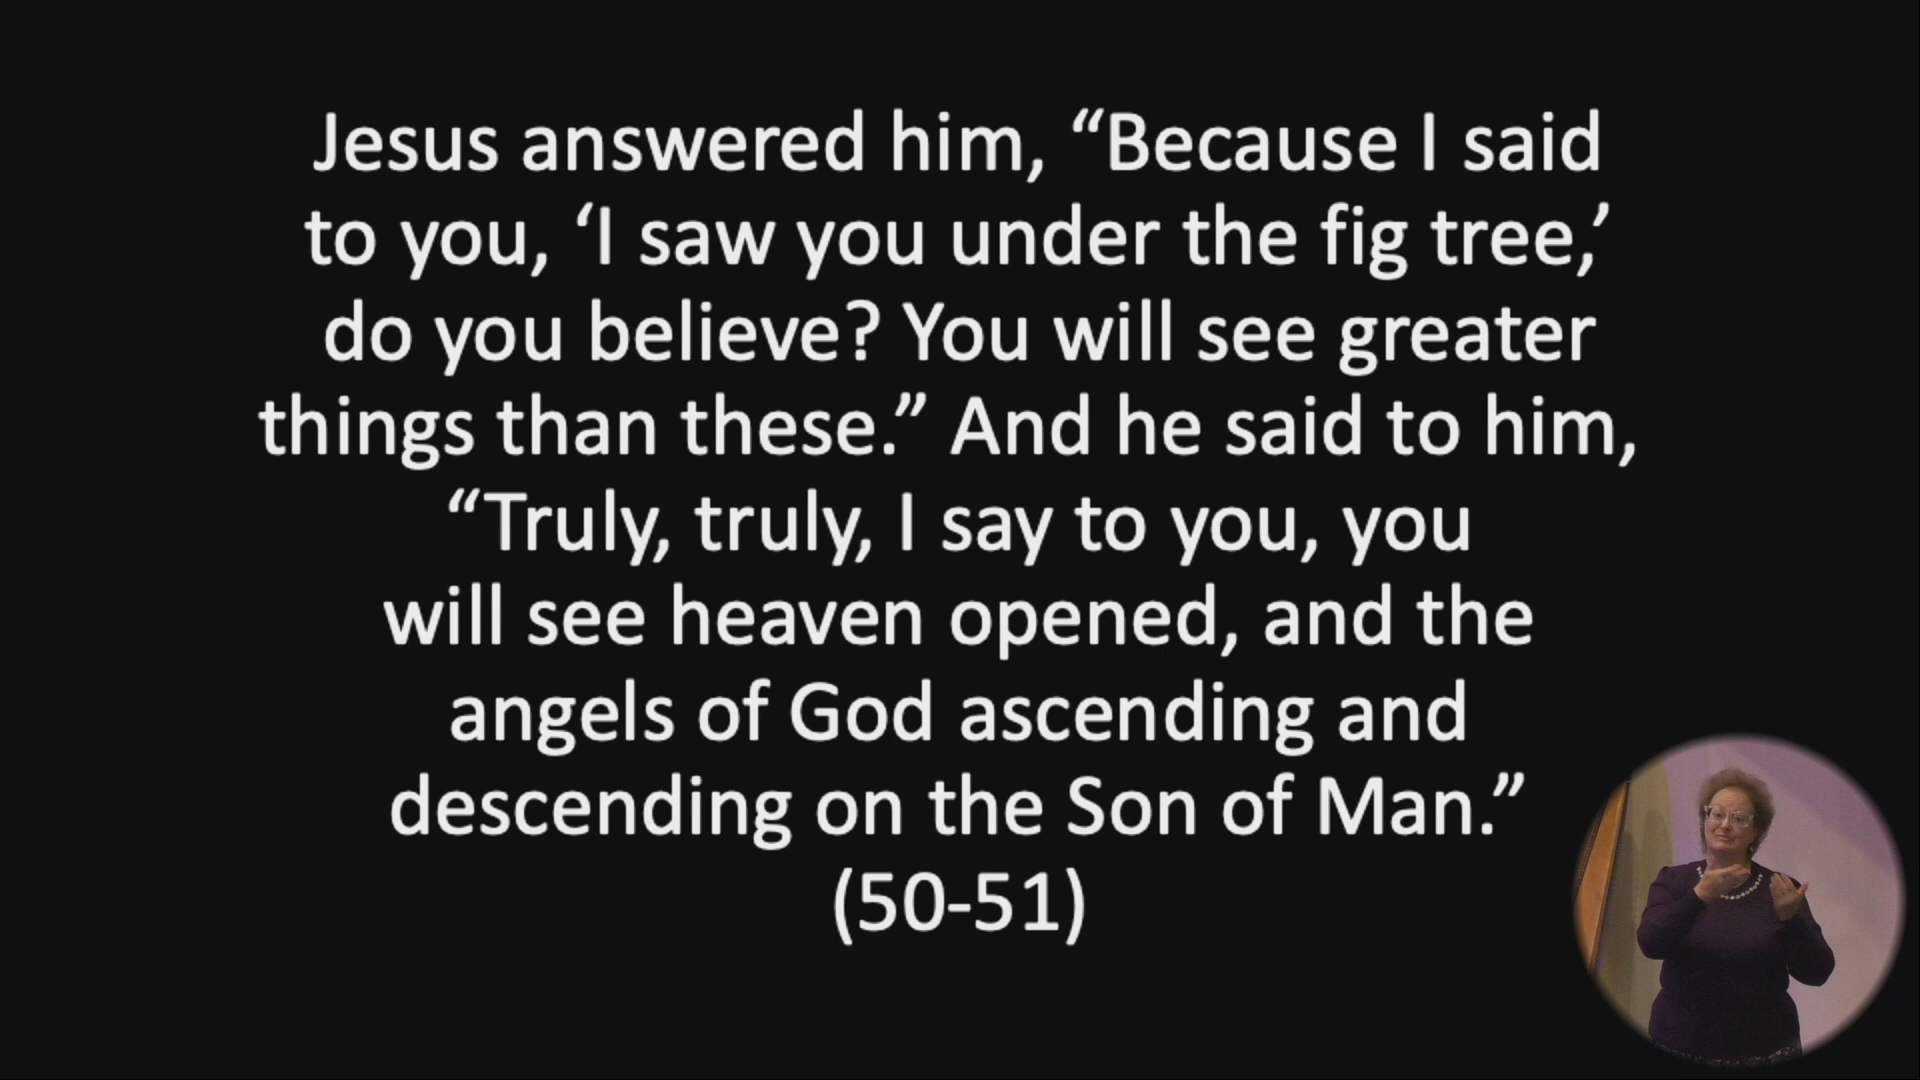 Jesus answered him, “Because I said
to you, ‘I saw you under the fig tree,’
do you believe? You will see greater
things than these.” And he said to him,
“Truly, truly, I say to you, you
will see heaven opened, and the
angels of God ascending and
descending on the Son of Man.”
(50-51)